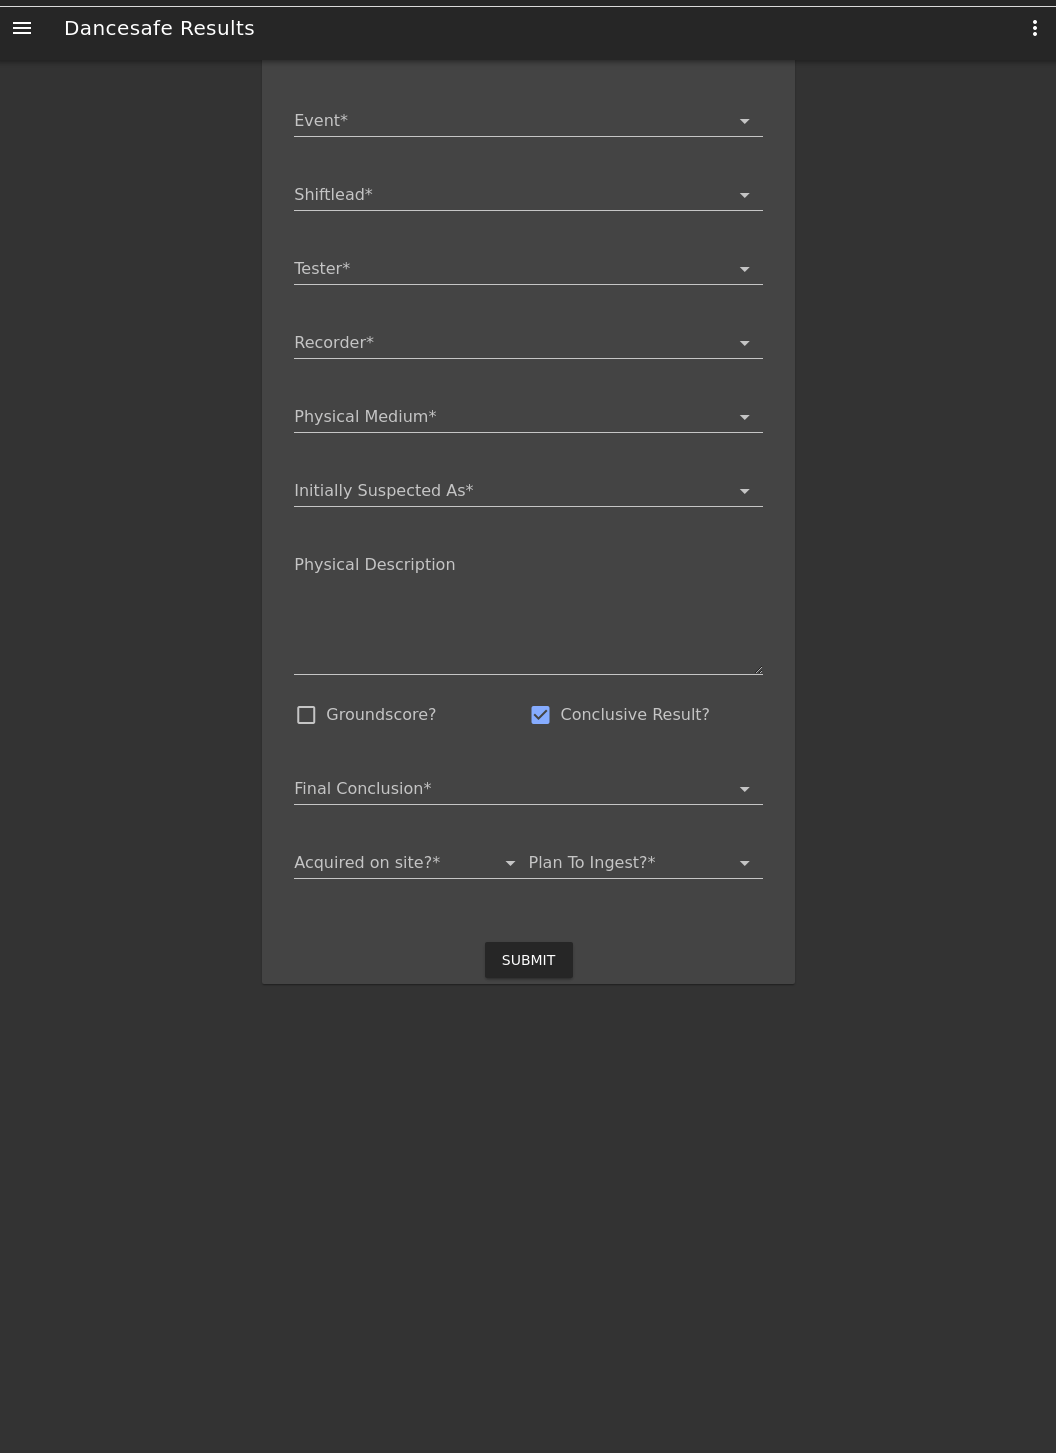 Dancesafe Results
Event*
Shiftlead*
Tester*
Recorder*
Physical Medium*
Initially Suspected As*
Physical Description
Groundscore? Conclusive Result?
Final Conclusion*
Acquired on site?* Plan To Ingest?*
SUBMIT